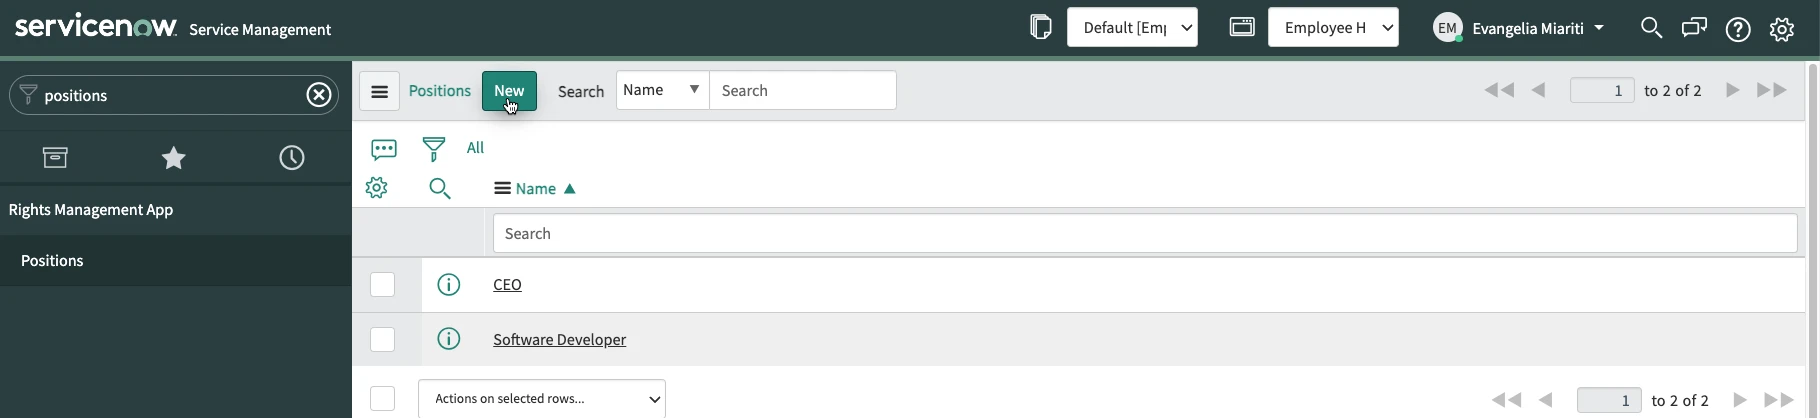 servicenow Service Management
Default [Emp
Employee H
EM Evangelia Miariti
positions
Positions New Search Name Search 1 to 2 of 2
All
Name
Rights Management App
Search
Positions
CEO
Software Developer
Actions on selected rows... 1 to 2 of 2